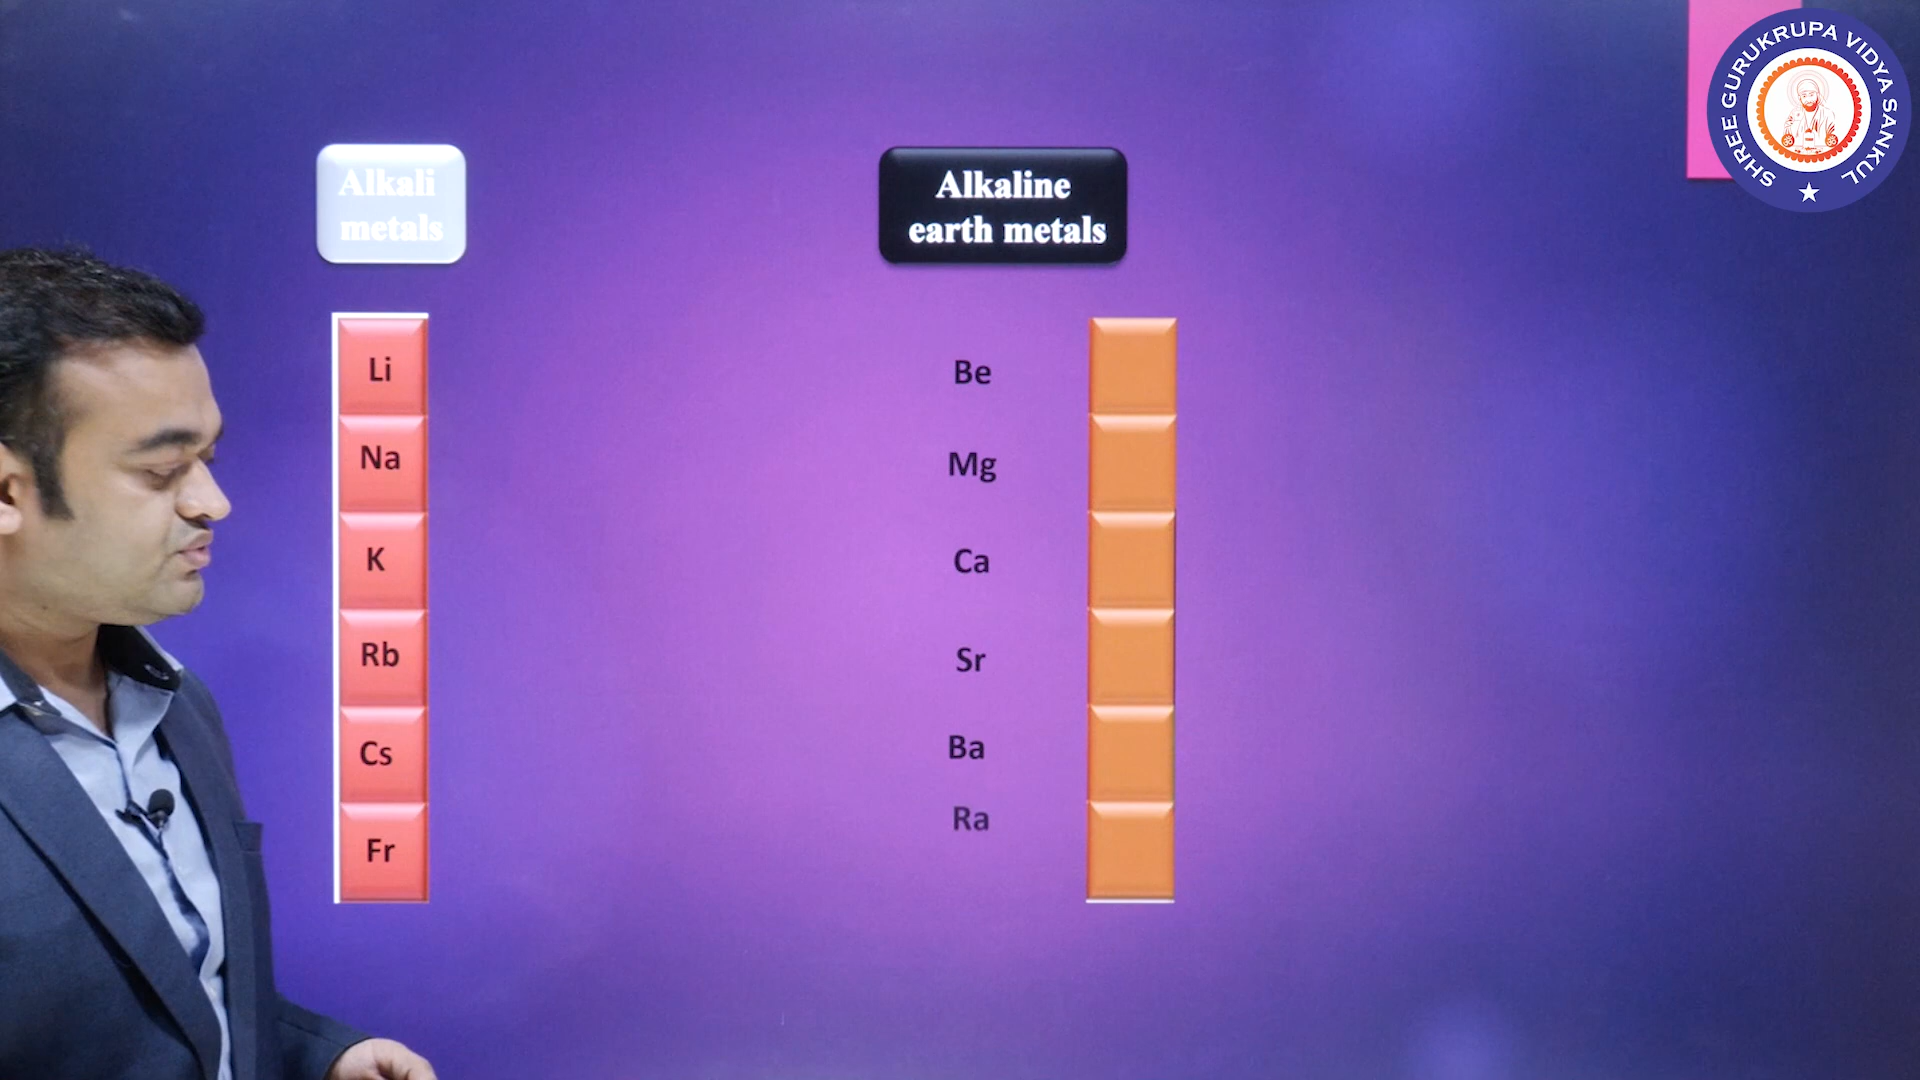 SHREE GURUKRUPA VIDYA SANKUL
Alkali
metals
Alkaline
earth metals
Li
Na
K
Rb
Cs
Fr
Be
Mg
Ca
Sr
Ba
Ra